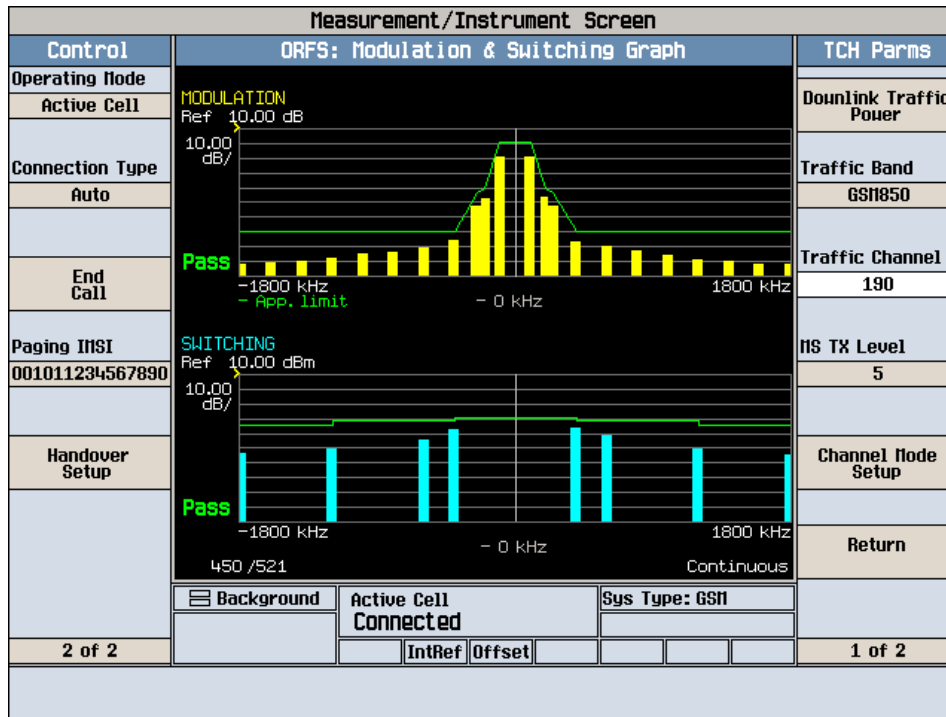 Measurement/Instrument Screen
Control
ORFS: Modulation & Switching Graph
TCH Parms
Operating Mode
Active Cell
Connection Type
Auto
End
Call
Paging IMSI
001011234567890
Handover
Setup
2 of 2
MODULATION
Ref 10.00 dB
10.00
dB/
Pass
-1800 kHz
1800 kHz
- App. limit
- 0 kHz
SWITCHING
Ref 10.00 dBm
10.00
dB/
Pass
-1800 kHz
1800 kHz
- 0 kHz
450 /521
Continuous
Background
Active Cell
Connected
Sys Type: GSM
IntRef
Offset
Downlink Traffic
Power
Traffic Band
GSM850
Traffic Channel
190
MS TX Level
5
Channel Mode
Setup
Return
1 of 2